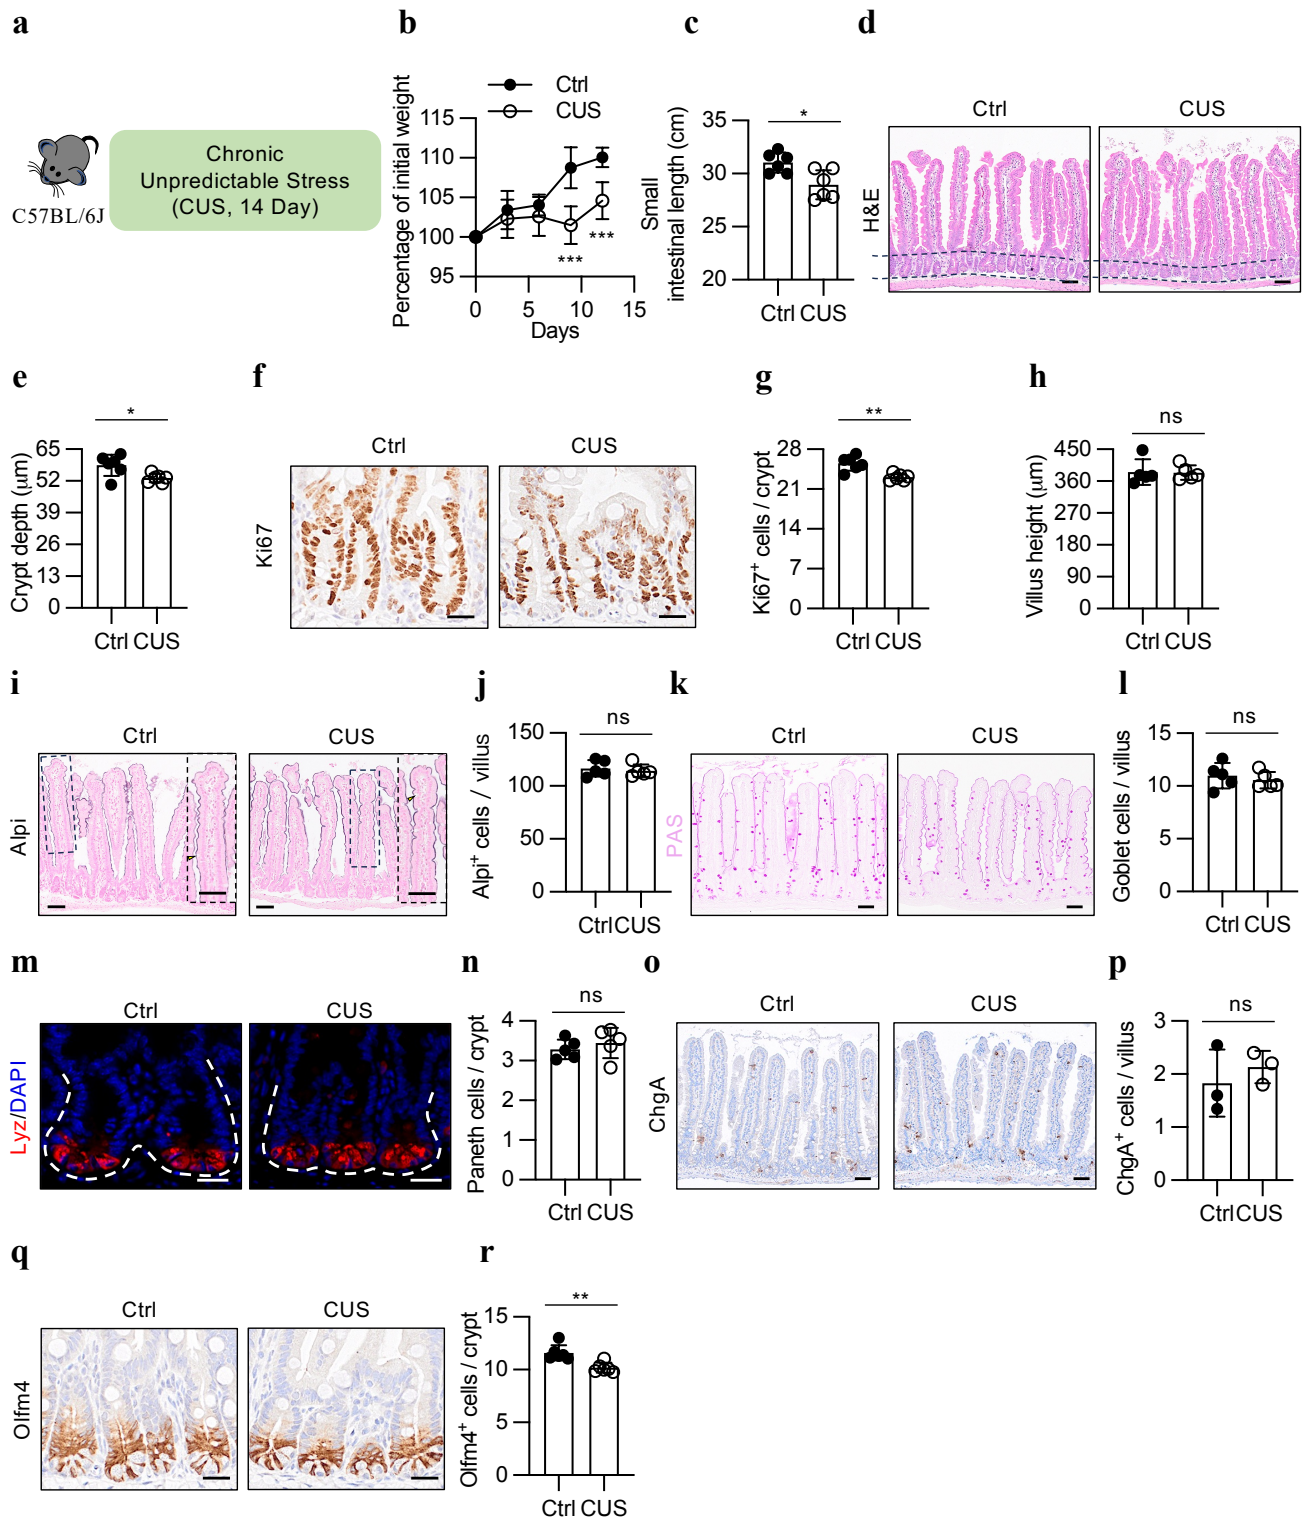 a
C57BL/6J
Chronic
Unpredictable Stress
(CUS, 14 Day)
b
Ctrl
CUS
Percentage of initial weight
115
110
105
100
95
***
***
0
5
10
15
Days
c
Small
intestinal length (cm)
35
30
25
20
*
Ctrl
CUS
d
Ctrl
CUS
H&E
e
Crypt depth (μm)
65
52
39
26
13
0
*
Ctrl
CUS
f
Ctrl
CUS
Ki67
g
Ki67+ cells / crypt
28
21
14
7
0
**
Ctrl
CUS
h
Villus height (μm)
450
360
270
180
90
0
ns
Ctrl
CUS
i
Ctrl
CUS
Alpi
j
Alpi+ cells / villus
150
100
50
0
ns
Ctrl
CUS
k
Ctrl
CUS
PAS
l
Goblet cells / villus
15
10
5
0
ns
Ctrl
CUS
m
Ctrl
CUS
Lyz/DAPI
n
Paneth cells / crypt
4
3
2
1
0
ns
Ctrl
CUS
o
Ctrl
CUS
ChgA
p
ChgA+ cells / villus
3
2
1
0
ns
Ctrl
CUS
q
Ctrl
CUS
Olfm4
r
Olfm4+ cells / crypt
15
10
5
0
**
Ctrl
CUS